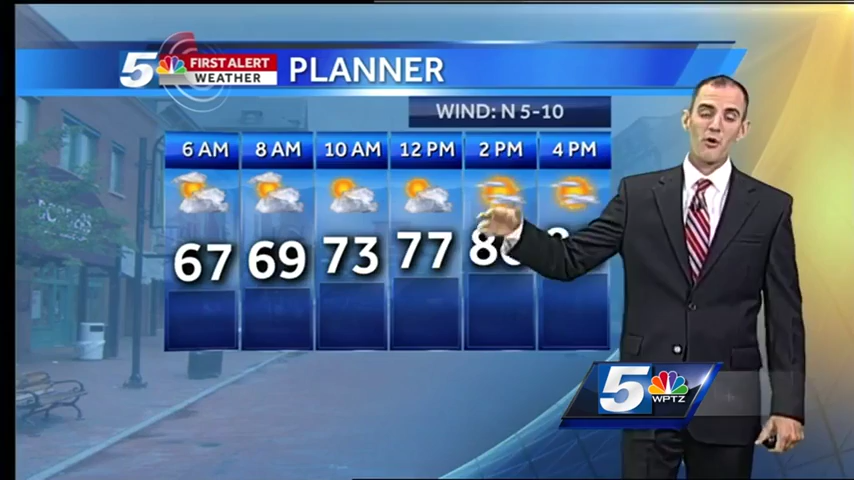 5 FIRST ALERT
WEATHER
PLANNER
WIND: N 5-10
6 AM 8 AM 10 AM 12 PM 2 PM 4 PM
67 69 73 77
5 WPTZ